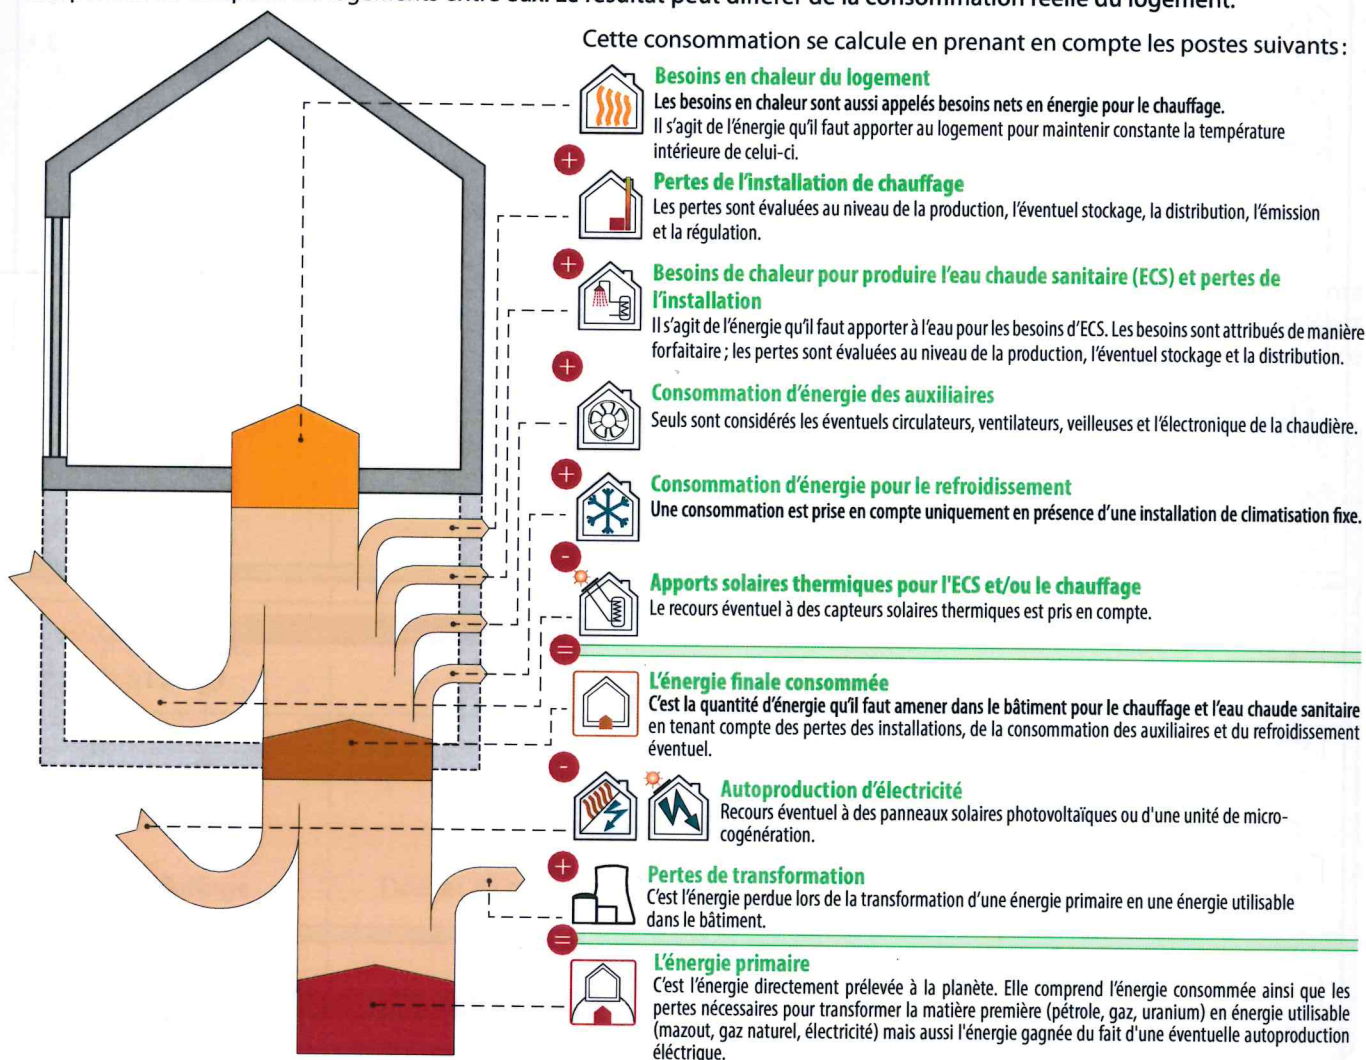 Cette consommation se calcule en prenant en compte les postes suivants :
Besoins en chaleur du logement
Les besoins en chaleur sont aussi appelés besoins nets en énergie pour le chauffage.
Il s'agit de l'énergie qu'il faut apporter au logement pour maintenir constante la température
intérieure de celui-ci.
+
Pertes de l'installation de chauffage
Les pertes sont évaluées au niveau de la production, l'éventuel stockage, la distribution, l'émission
et la régulation.
+
Besoins de chaleur pour produire l'eau chaude sanitaire (ECS) et pertes de
l'installation
Il s'agit de l'énergie qu'il faut apporter à l'eau pour les besoins d'ECS. Les besoins sont attribués de manière
forfaitaire ; les pertes sont évaluées au niveau de la production, l'éventuel stockage et la distribution.
+
Consommation d'énergie des auxiliaires
Seuls sont considérés les éventuels circulateurs, ventilateurs, veilleuses et l'électronique de la chaudière.
+
Consommation d'énergie pour le refroidissement
Une consommation est prise en compte uniquement en présence d'une installation de climatisation fixe.
-
Apports solaires thermiques pour l'ECS et/ou le chauffage
Le recours éventuel à des capteurs solaires thermiques est pris en compte.
=
L'énergie finale consommée
C'est la quantité d'énergie qu'il faut amener dans le bâtiment pour le chauffage et l'eau chaude sanitaire
en tenant compte des pertes des installations, de la consommation des auxiliaires et du refroidissement
éventuel.
-
Autoproduction d'électricité
Recours éventuel à des panneaux solaires photovoltaïques ou d'une unité de micro-
cogénération.
+
Pertes de transformation
C'est l'énergie perdue lors de la transformation d'une énergie primaire en une énergie utilisable
dans le bâtiment.
=
L'énergie primaire
C'est l'énergie directement prélevée à la planète. Elle comprend l'énergie consommée ainsi que les
pertes nécessaires pour transformer la matière première (pétrole, gaz, uranium) en énergie utilisable
(mazout, gaz naturel, électricité) mais aussi l'énergie gagnée du fait d'une éventuelle autoproduction
éléctrique.